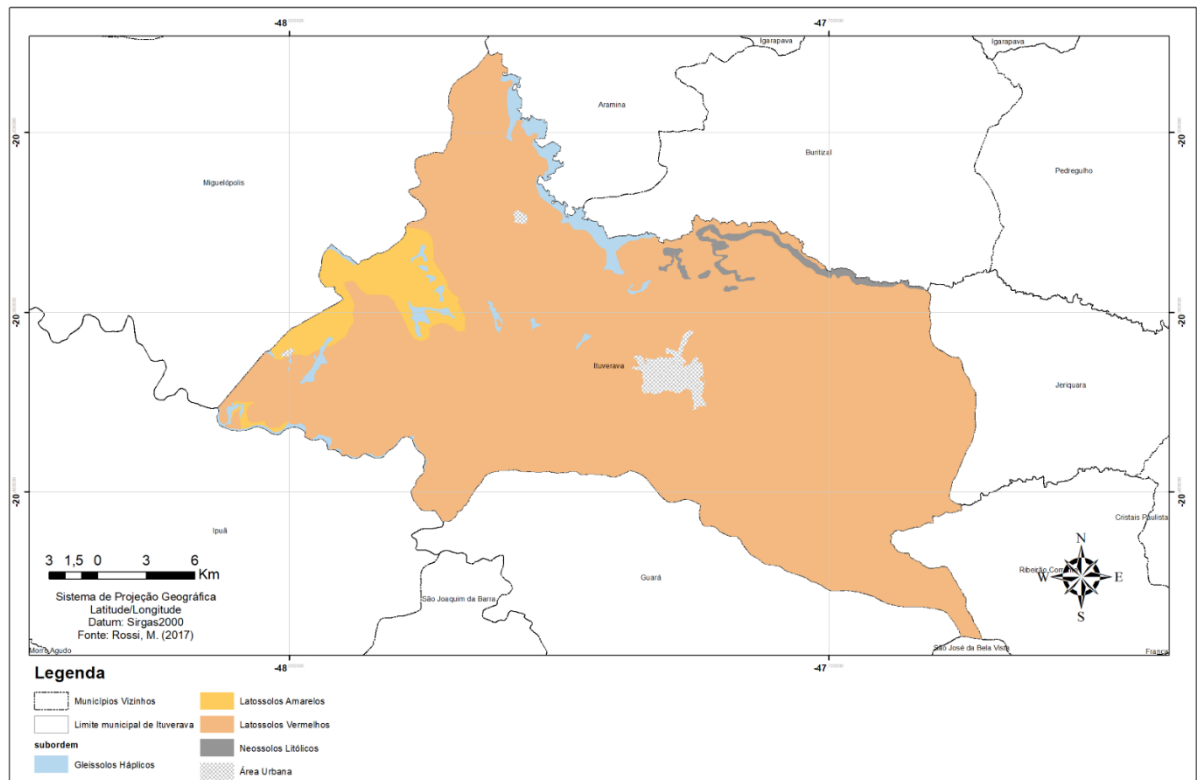 -48
-47
Igarapava
Igarapava
Aramina
Buritizal
-20
-20
Miguelópolis
Pedregulho
-20
-20
Ituverava
Jeriquara
-20
-20
Cristais Paulista
Ipuã
3 1,5 0 3 6
Km
N
W E
S
Guará
São Joaquim da Barra
Sistema de Projeção Geográfica
Latitude/Longitude
Datum: Sirgas2000
Fonte: Rossi, M. (2017)
Morro Agudo
São José da Bela Vista
Franca
-48
-47
Legenda
Municípios Vizinhos
Limite municipal de Ituverava
subordem
Gleissolos Háplicos
Latossolos Amarelos
Latossolos Vermelhos
Neossolos Litólicos
Área Urbana